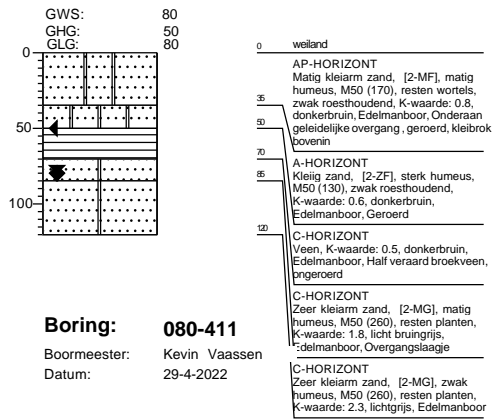 GWS: 80
GHG: 50
GLG: 80
0
50
100
0
35
50
70
85
120
weiland
AP-HORIZONT
Matig kleiarm zand, [2-MF], matig
humeus, M50 (170), resten wortels,
zwak roesthoudend, K-waarde: 0.8,
donkerbruin, Edelmanboor, Onderaan
geleidelijke overgang , geroerd, kleibrok
bovenin
A-HORIZONT
Kleiig zand, [2-ZF], sterk humeus,
M50 (130), zwak roesthoudend,
K-waarde: 0.6, donkerbruin,
Edelmanboor, Geroerd
C-HORIZONT
Veen, K-waarde: 0.5, donkerbruin,
Edelmanboor, Half veraard broekveen,
ongeroerd
C-HORIZONT
Zeer kleiarm zand, [2-MG], matig
humeus, M50 (260), resten planten,
K-waarde: 1.8, licht bruingrijs,
Edelmanboor, Overgangslaagje
C-HORIZONT
Zeer kleiarm zand, [2-MG], zwak
humeus, M50 (260), resten planten,
K-waarde: 2.3, lichtgrijs, Edelmanboor
Boring: 080-411
Boormeester: Kevin Vaassen
Datum: 29-4-2022